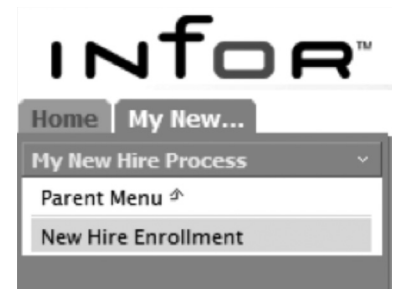 infor™
Home My New...
My New Hire Process
Parent Menu
New Hire Enrollment